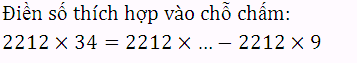 Điền số thích hợp vào chỗ chấm:
2212 × 34 = 2212 × ... − 2212 × 9